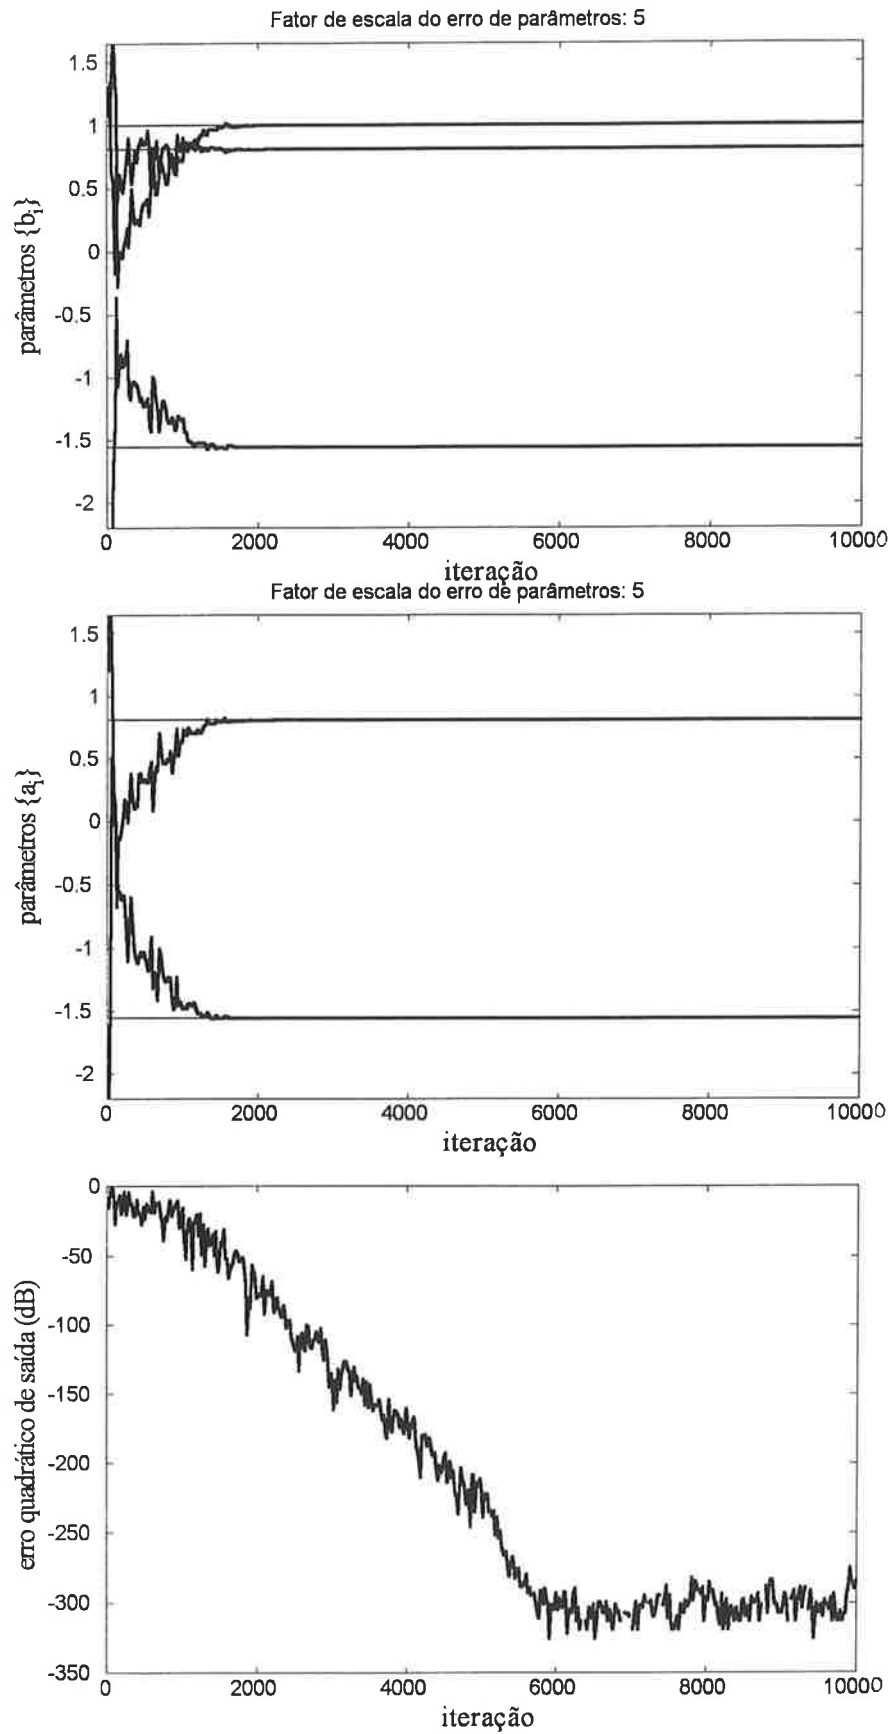 Fator de escala do erro de parâmetros: 5
1.5
1
0.5
0
-0.5
-1
-1.5
-2
parâmetros {bi}
0 2000 4000 6000 8000 10000
iteração
Fator de escala do erro de parâmetros: 5
1.5
1
0.5
0
-0.5
-1
-1.5
-2
parâmetros {ai}
0 2000 4000 6000 8000 10000
iteração
0
-50
-100
-150
-200
-250
-300
-350
erro quadrático de saída (dB)
0 2000 4000 6000 8000 10000
iteração